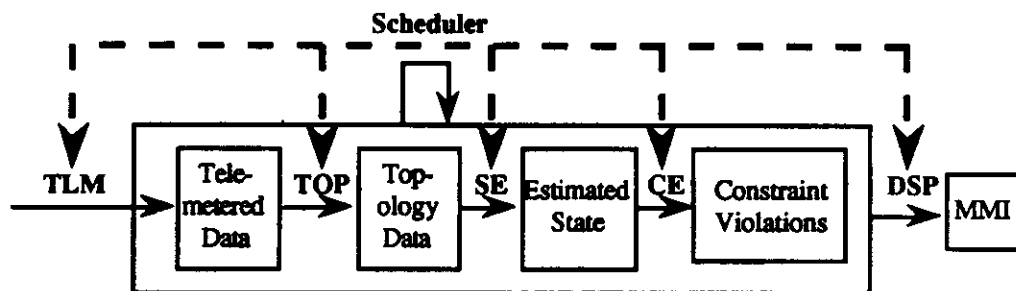 Scheduler
TLM
Tele-
metered
Data
TOP
Top-
ology
Data
SE
Estimated
State
CE
Constraint
Violations
DSP
MMI